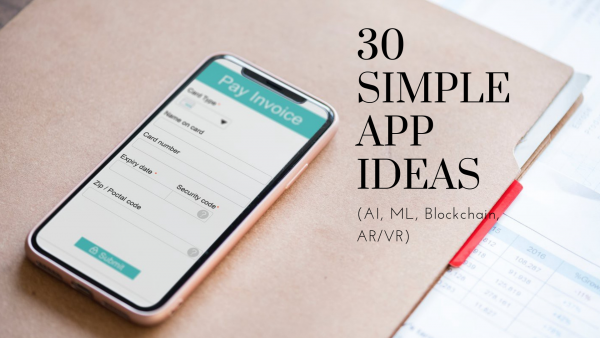 30
SIMPLE
APP
IDEAS
(AI, ML, Blockchain,
AR/VR)
Pay Invoice
Card Type
Name on card
Card number
Expiry date *
Security code*
Zip / Postal code
Submit
2016